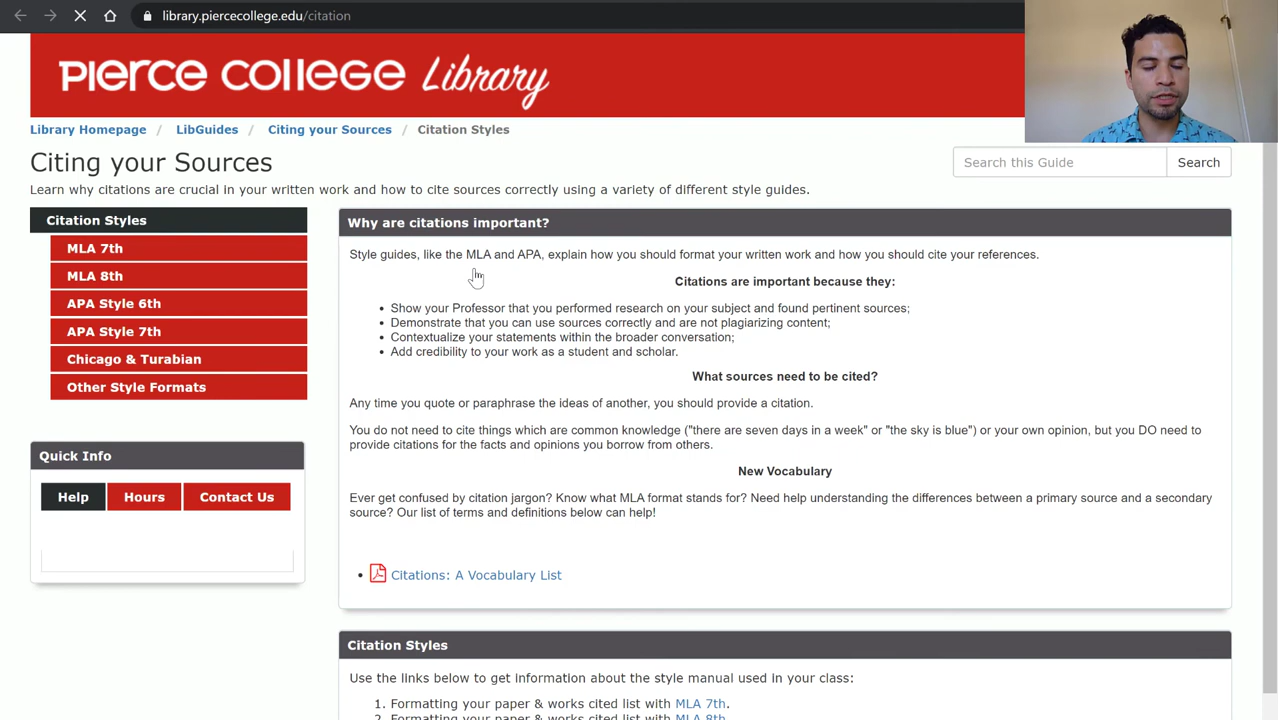 library.piercecollege.edu/citation
PIERCE COLLEGE Library
Library Homepage / LibGuides / Citing your Sources / Citation Styles
Citing your Sources
Search this Guide
Search
Learn why citations are crucial in your written work and how to cite sources correctly using a variety of different style guides.
Citation Styles
MLA 7th
MLA 8th
APA Style 6th
APA Style 7th
Chicago & Turabian
Other Style Formats
Quick Info
Help
Hours
Contact Us
Why are citations important?
Style guides, like the MLA and APA, explain how you should format your written work and how you should cite your references.
Citations are important because they:
• Show your Professor that you performed research on your subject and found pertinent sources;
• Demonstrate that you can use sources correctly and are not plagiarizing content;
• Contextualize your statements within the broader conversation;
• Add credibility to your work as a student and scholar.
What sources need to be cited?
Any time you quote or paraphrase the ideas of another, you should provide a citation.
You do not need to cite things which are common knowledge ("there are seven days in a week" or "the sky is blue") or your own opinion, but you DO need to
provide citations for the facts and opinions you borrow from others.
New Vocabulary
Ever get confused by citation jargon? Know what MLA format stands for? Need help understanding the differences between a primary source and a secondary
source? Our list of terms and definitions below can help!
• Citations: A Vocabulary List
Citation Styles
Use the links below to get information about the style manual used in your class:
1. Formatting your paper & works cited list with MLA 7th.
2. Formatting your paper & works cited list with MLA 8th.